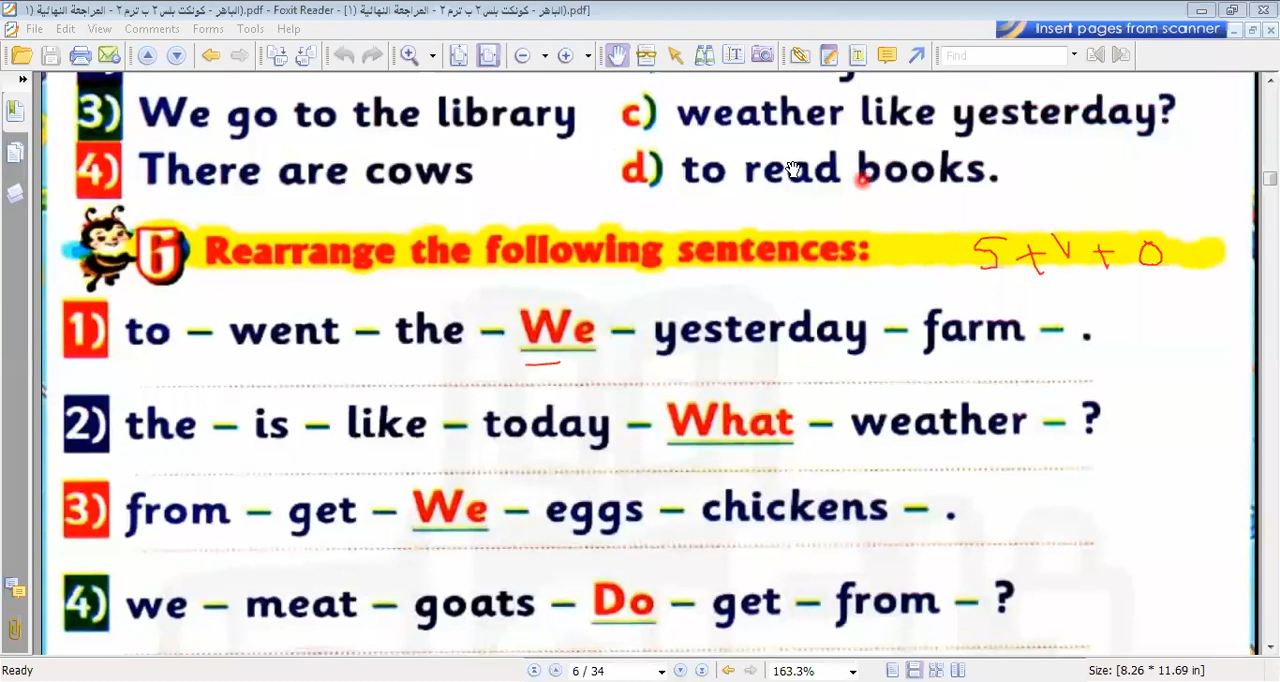 (الباهر - كونكت بلس ٢ ب ترم ٢ - المراجعة النهائية (١.pdf - Foxit Reader - [(الباهر - كونكت بلس ٢ ب ترم ٢ - المراجعة النهائية (١.pdf]
File Edit View Comments Forms Tools Help
Insert pages from scanner
Find
3) We go to the library c) weather like yesterday?
4) There are cows d) to read books.
6 Rearrange the following sentences: S + V + O
1) to – went – the – We – yesterday – farm – .
2) the – is – like – today – What – weather – ?
3) from – get – We – eggs – chickens – .
4) we – meat – goats – Do – get – from – ?
Ready 6 / 34 163.3% Size: [8.26 * 11.69 in]